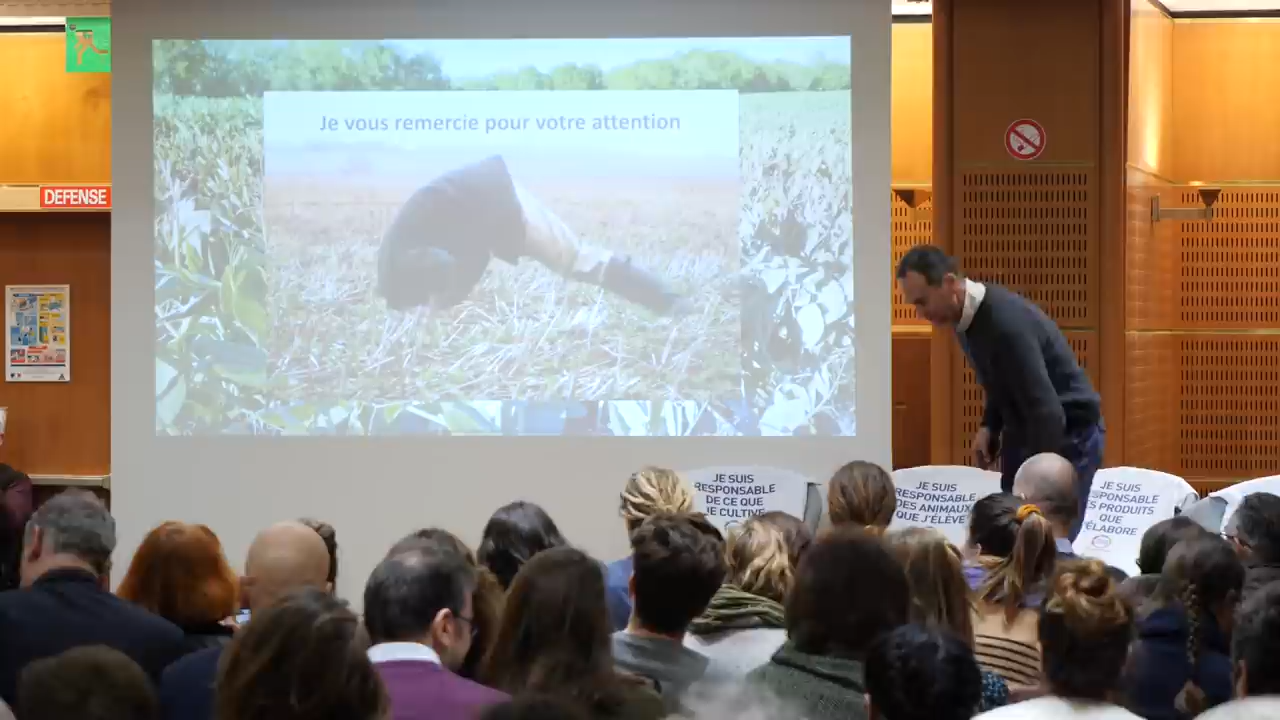 Je vous remercie pour votre attention
DEFENSE
JE SUIS
RESPONSABLE
DE CE QUE
JE CULTIVE
JE SUIS
RESPONSABLE
DES ANIMAUX
QUE J'ÉLÈVE
JE SUIS
RESPONSABLE
DES PRODUITS
QUE
J'ÉLABORE